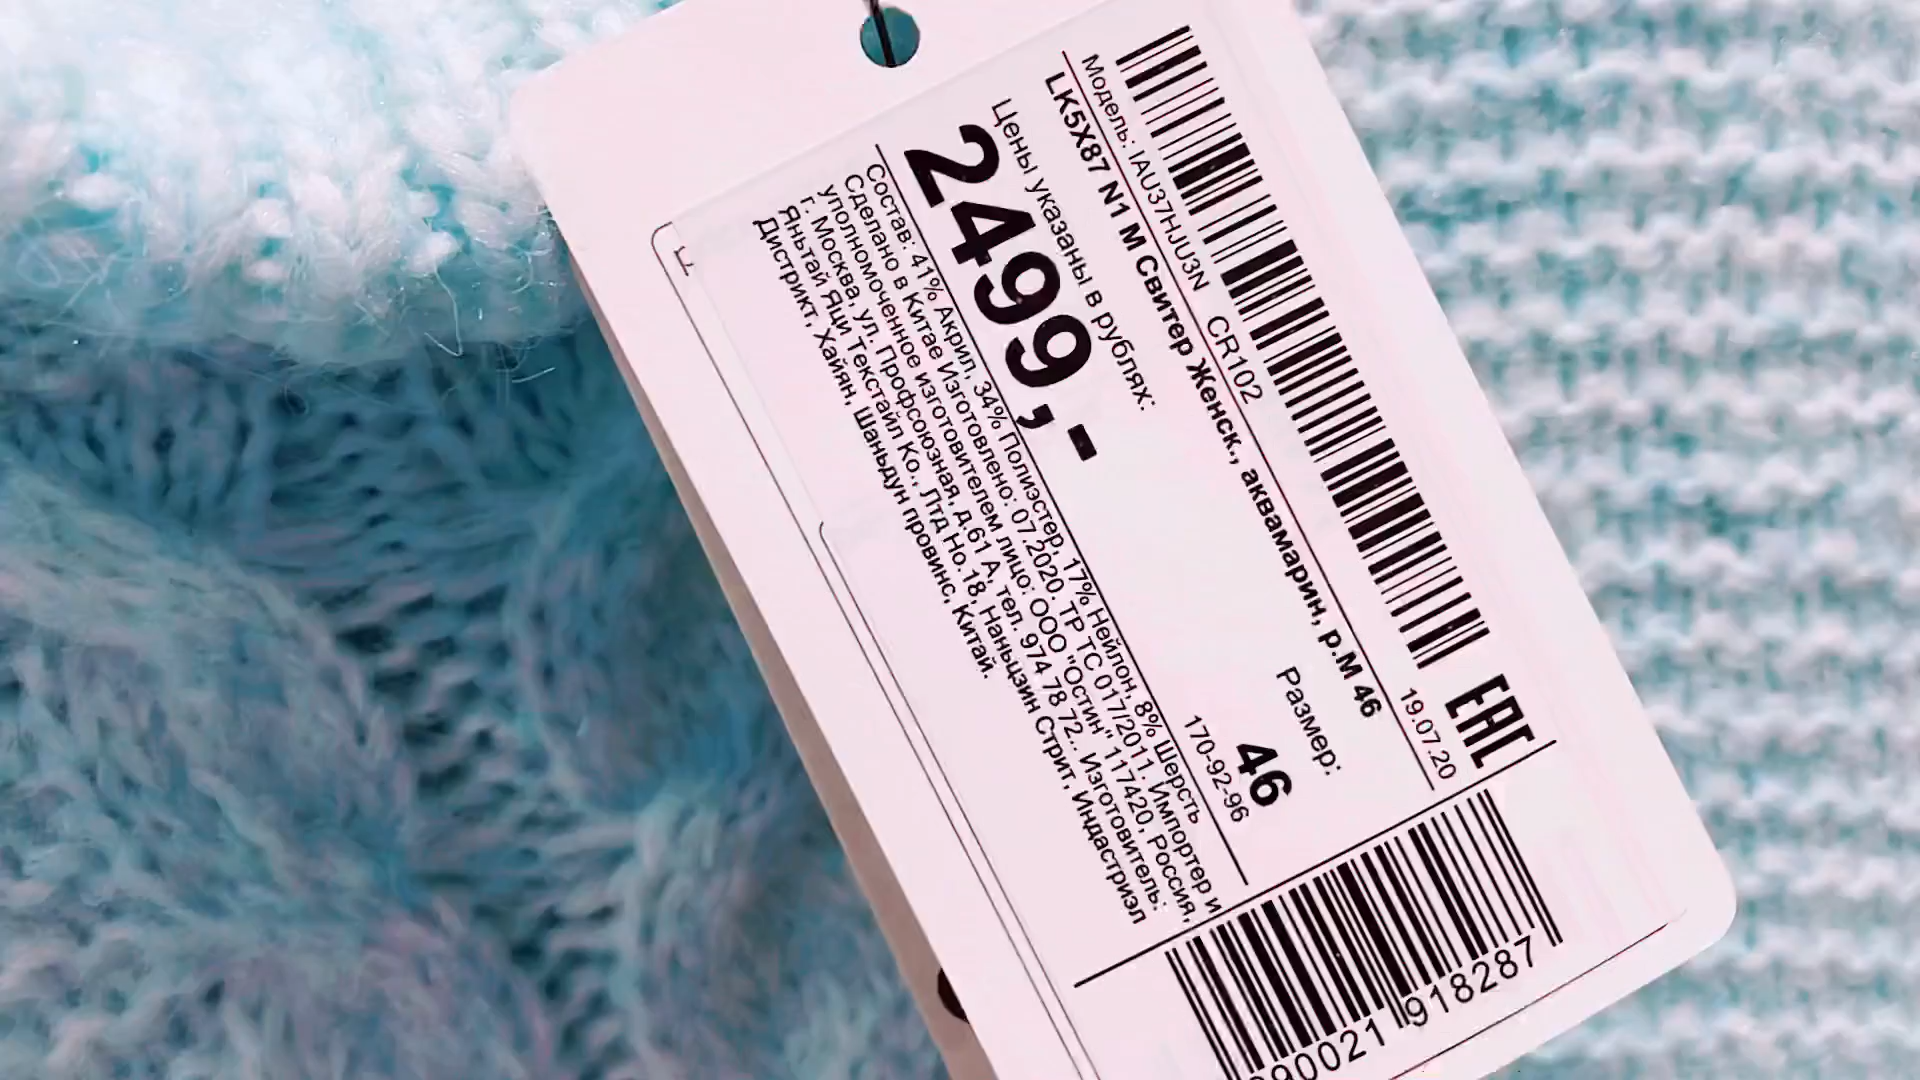 Модель: IAU37HJU3N CR102
19.07.20
ЕАС
LK5X87 N1 M Свитер Женск., аквамарин, р.М 46
Цены указаны в рублях:
2499,-
Размер:
46
170-92-96
Состав: 41% Акрил, 34% Полиэстер, 17% Нейлон, 8% Шерсть
Сделано в Китае Изготовлено: 07.2020. ТР ТС 017/2011. Импортер и
уполномоченное изготовителем лицо: ООО "Остин" 117420, Россия,
г. Москва, ул. Профсоюзная, д.61 А, тел. 974 78 72.. Изготовитель:
Яньтай Яци Текстайл Ко., Лтд Но.18, Наньцзин Стрит, Индастриэл
Дистрикт, Хайян, Шаньдун провинс, Китай.
90021 918287